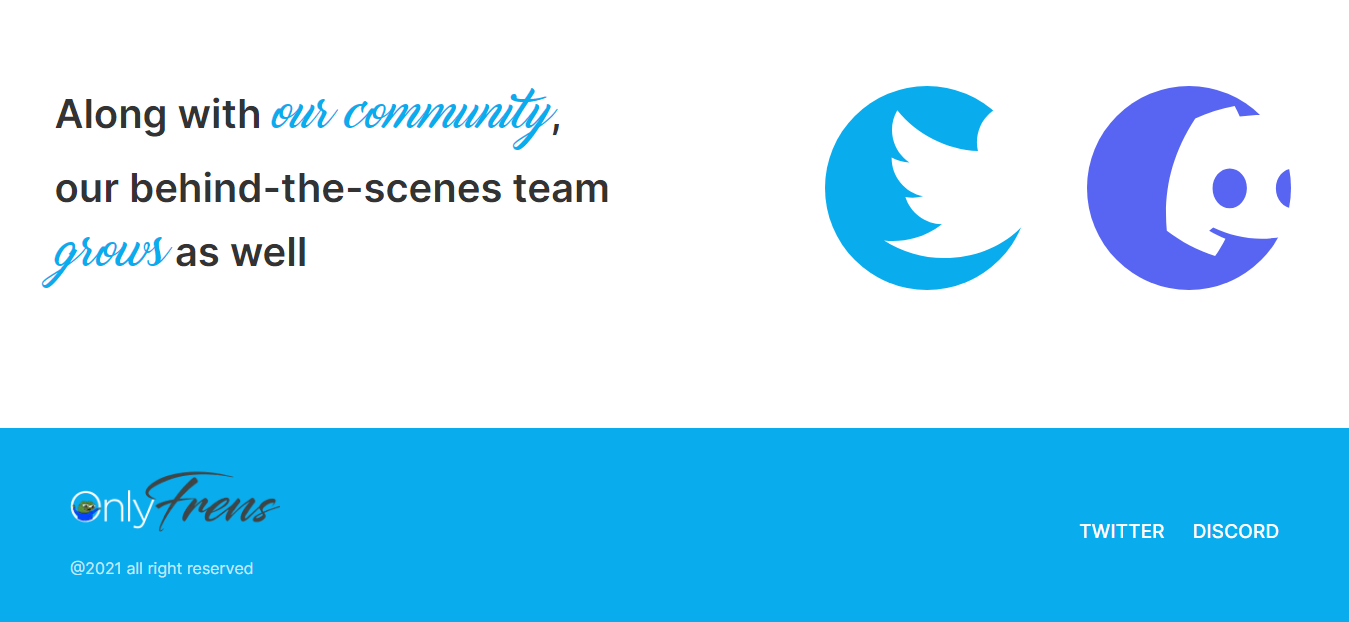 Along with our community,
our behind-the-scenes team
grows as well
OnlyFrens
@2021 all right reserved
TWITTER DISCORD